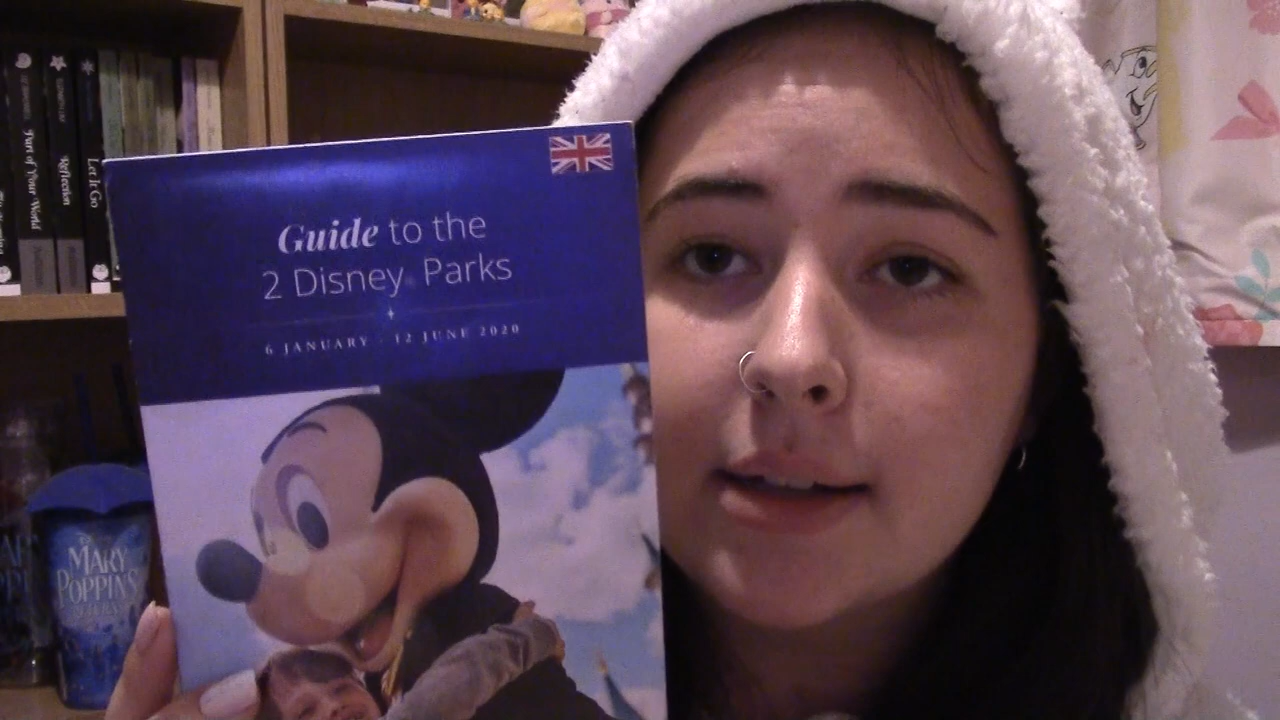 Guide to the
2 Disney Parks
6 JANUARY - 12 JUNE 2020
Part of Your World
Reflection
Let It Go
MARY
POPPINS
RETURNS